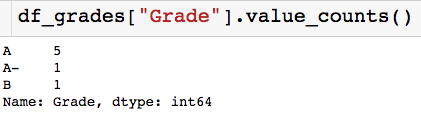 df_grades["Grade"].value_counts()
A     5
A-    1
B     1
Name: Grade, dtype: int64